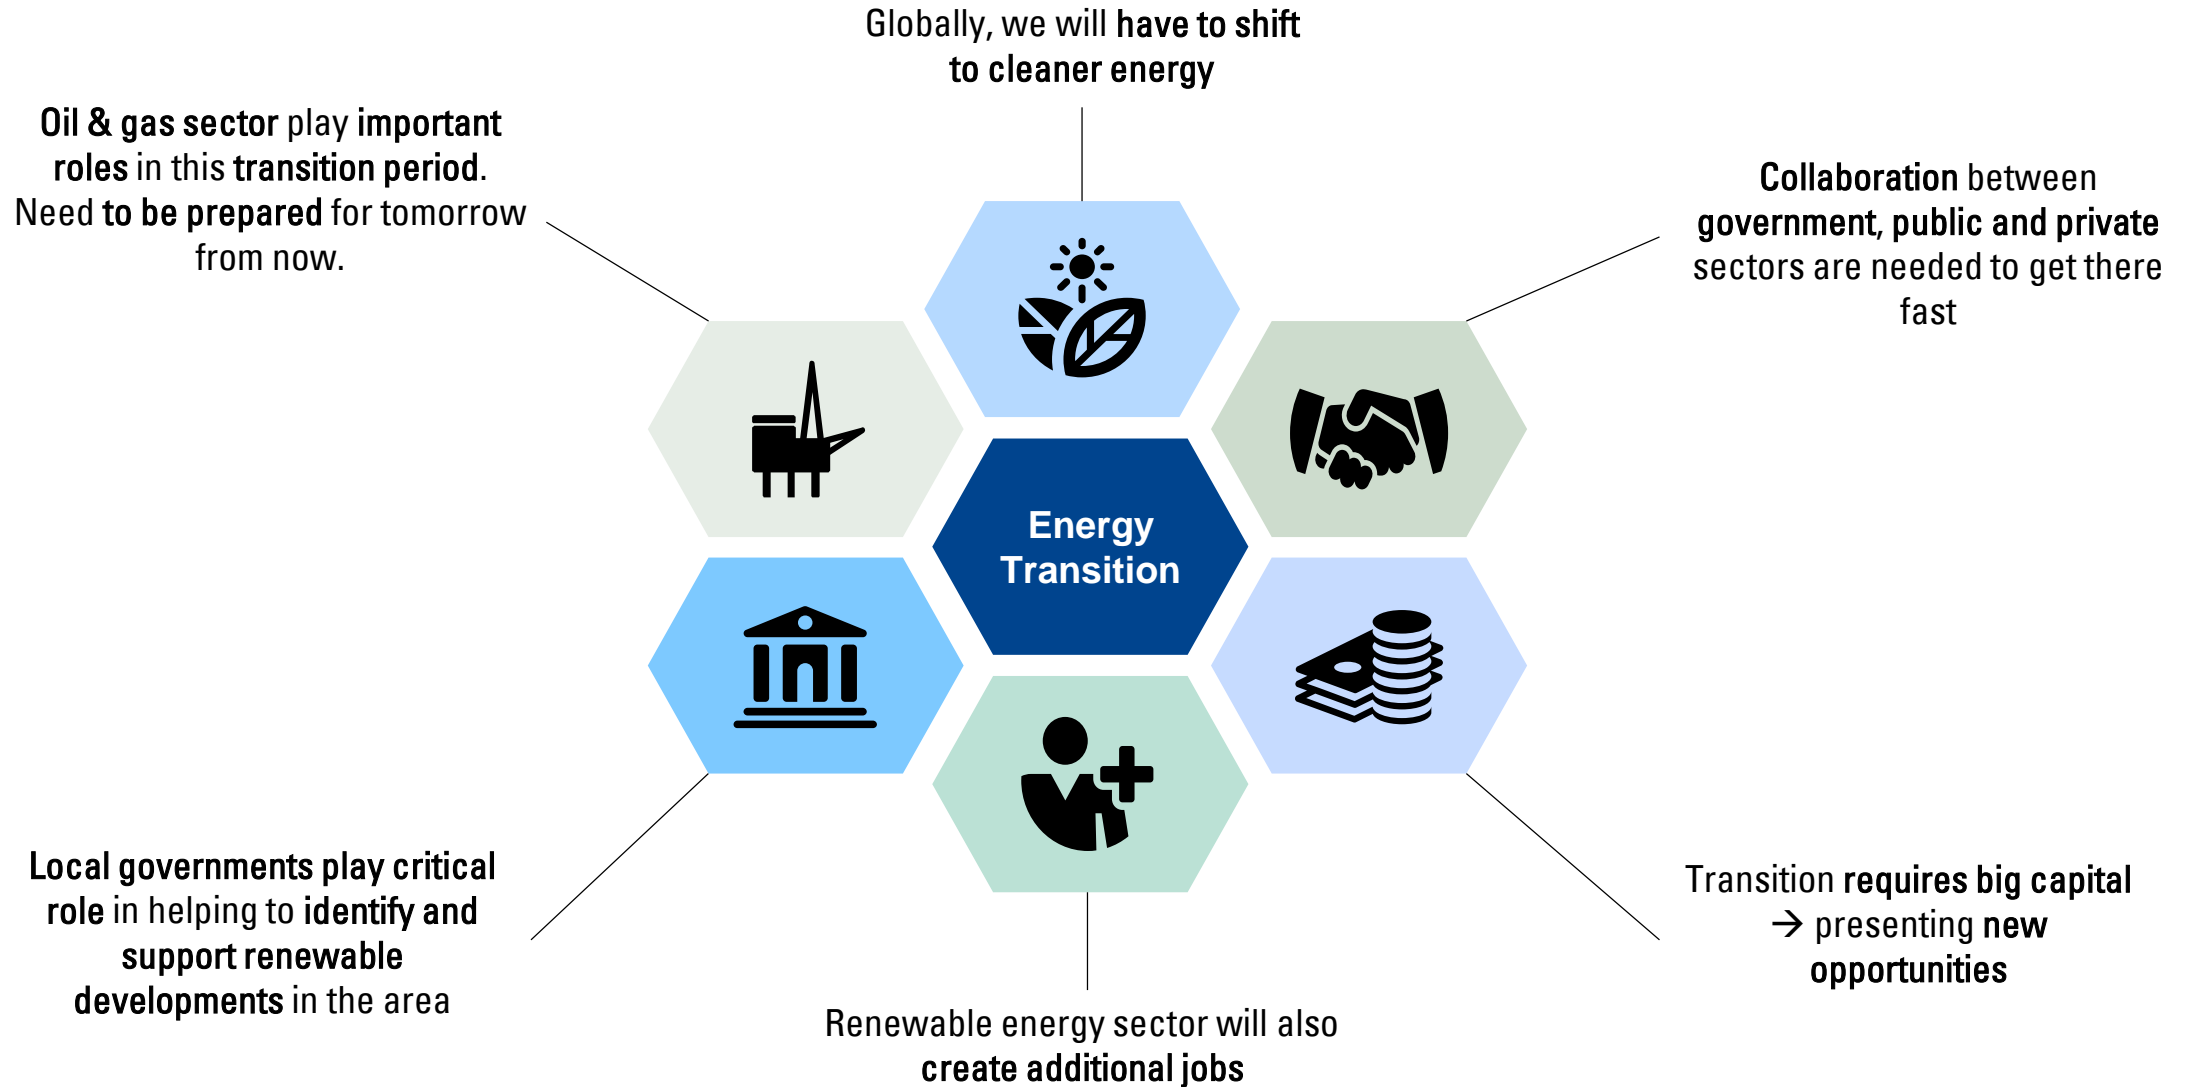 Globally, we will have to shift
to cleaner energy
Oil & gas sector play important
roles in this transition period.
Need to be prepared for tomorrow
from now.
Collaboration between
government, public and private
sectors are needed to get there
fast
Energy
Transition
Local governments play critical
role in helping to identify and
support renewable
developments in the area
Transition requires big capital
→ presenting new
opportunities
Renewable energy sector will also
create additional jobs